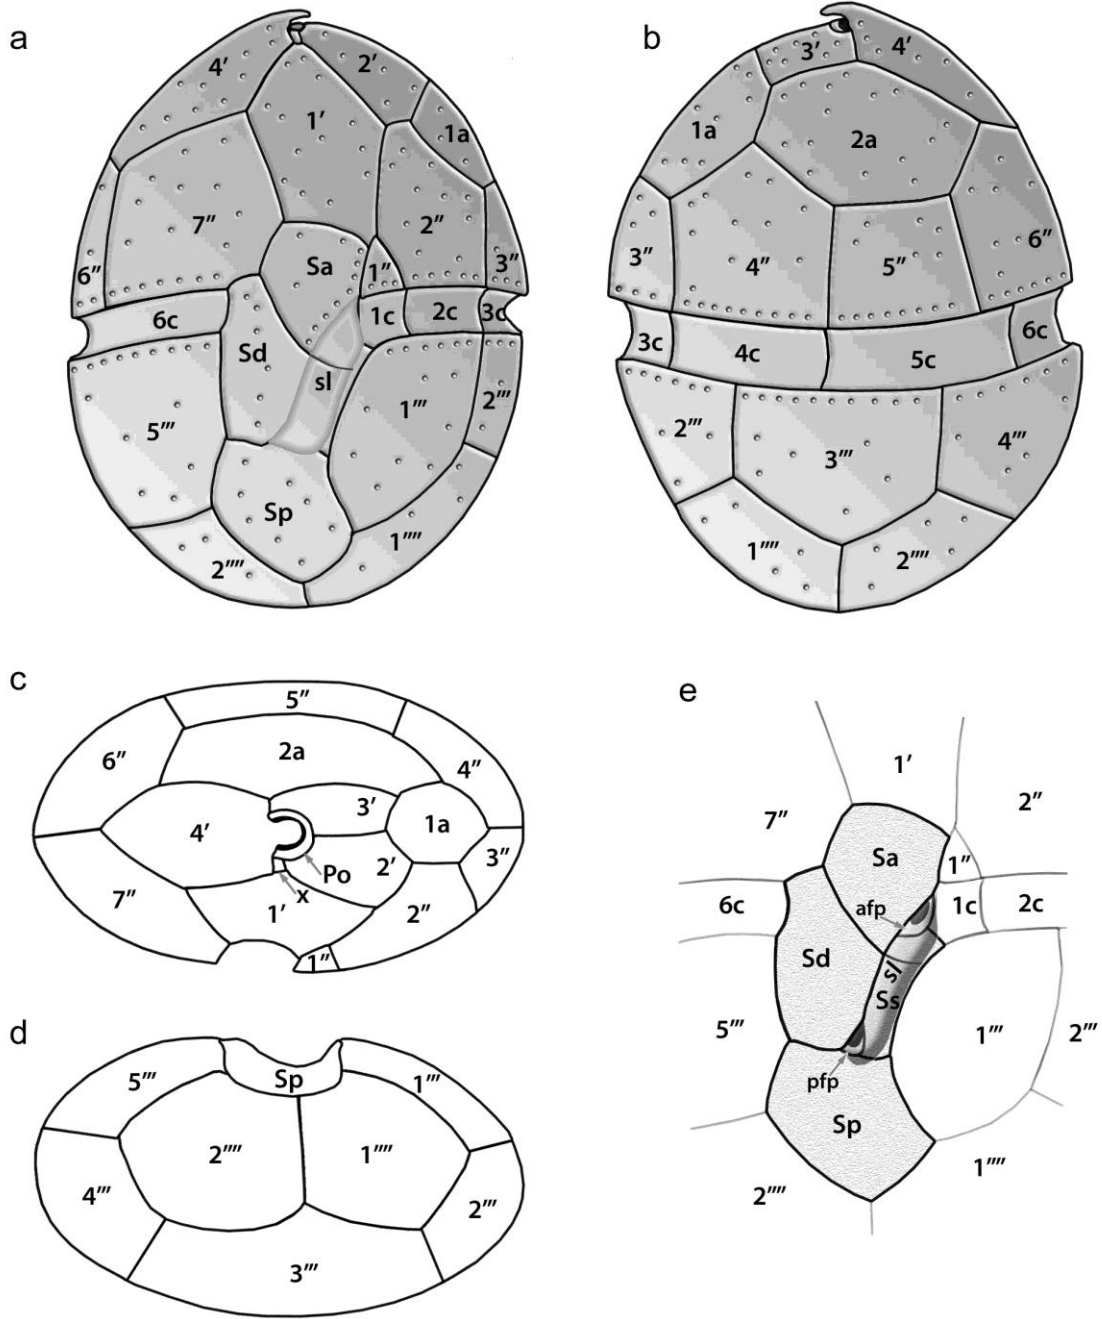 a
4′
2′
1′
1a
7″
2″
6″
Sa
1″
3″
6c
1c
2c
3c
Sd
sl
5‴
1‴
2‴
Sp
2⁗
1⁗
b
3′
4′
1a
2a
3″
4″
5″
6″
3c
4c
5c
6c
2‴
3‴
4‴
1⁗
2⁗
c
5″
6″
2a
4″
3′
1a
4′
2′
3″
Po
x
7″
1′
2″
1″
d
Sp
5‴
1‴
2⁗
1⁗
4‴
2‴
3‴
e
1′
2″
7″
Sa
1″
6c
afp
1c
2c
Sd
sl
Ss
5‴
1‴
2‴
pfp
Sp
1⁗
2⁗